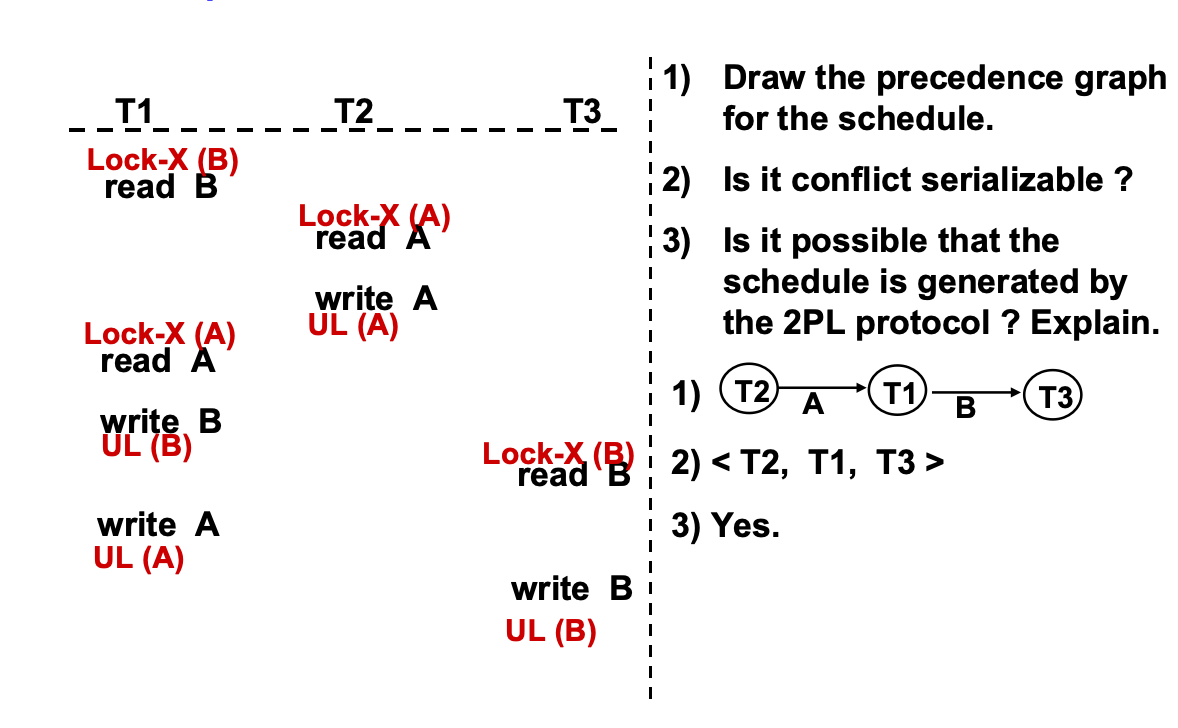 T1 T2 T3
Lock-X (B)
read B
Lock-X (A)
read A
write A
UL (A)
Lock-X (A)
read A
write B
UL (B)
Lock-X (B)
read B
write A
UL (A)
write B
UL (B)
1) Draw the precedence graph
for the schedule.
2) Is it conflict serializable ?
3) Is it possible that the
schedule is generated by
the 2PL protocol ? Explain.
1) T2 A T1 B T3
2) < T2, T1, T3 >
3) Yes.